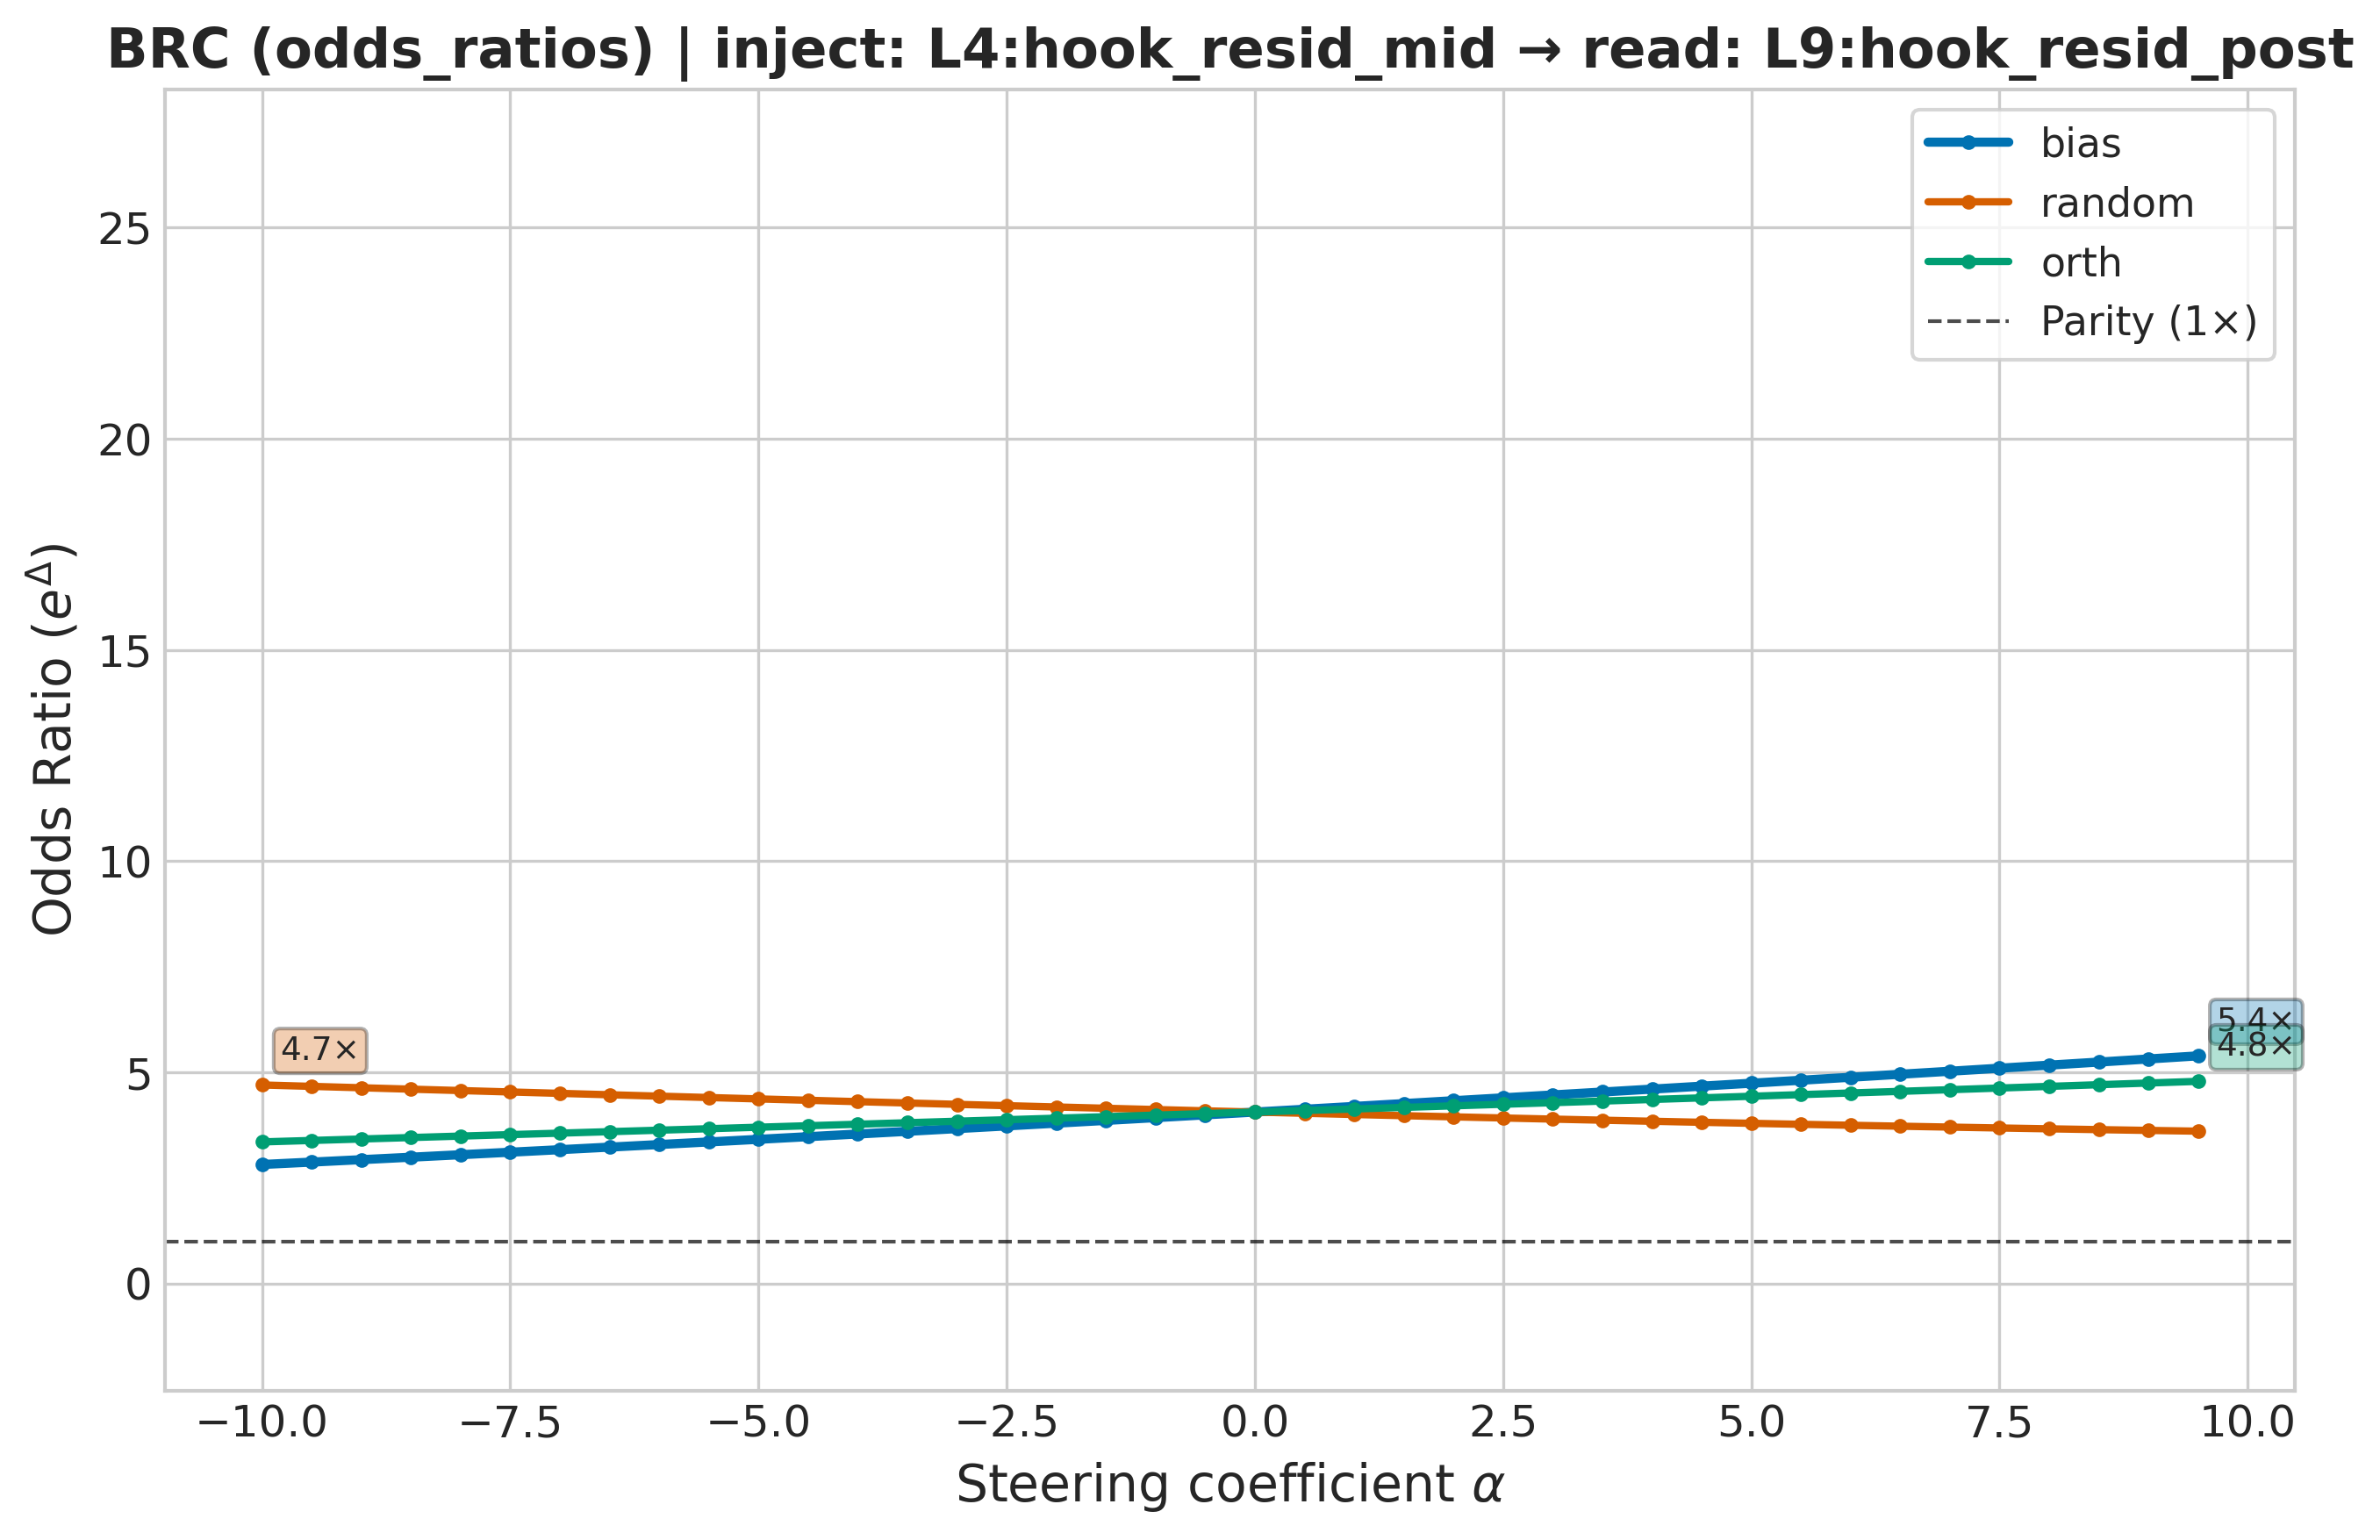 BRC (odds_ratios) | inject: L4:hook_resid_mid → read: L9:hook_resid_post
bias
random
orth
Parity (1×)
25
20
15
10
5
0
Odds Ratio (e^Δ)
4.7×
5.4×
4.8×
−10.0 −7.5 −5.0 −2.5 0.0 2.5 5.0 7.5 10.0
Steering coefficient α